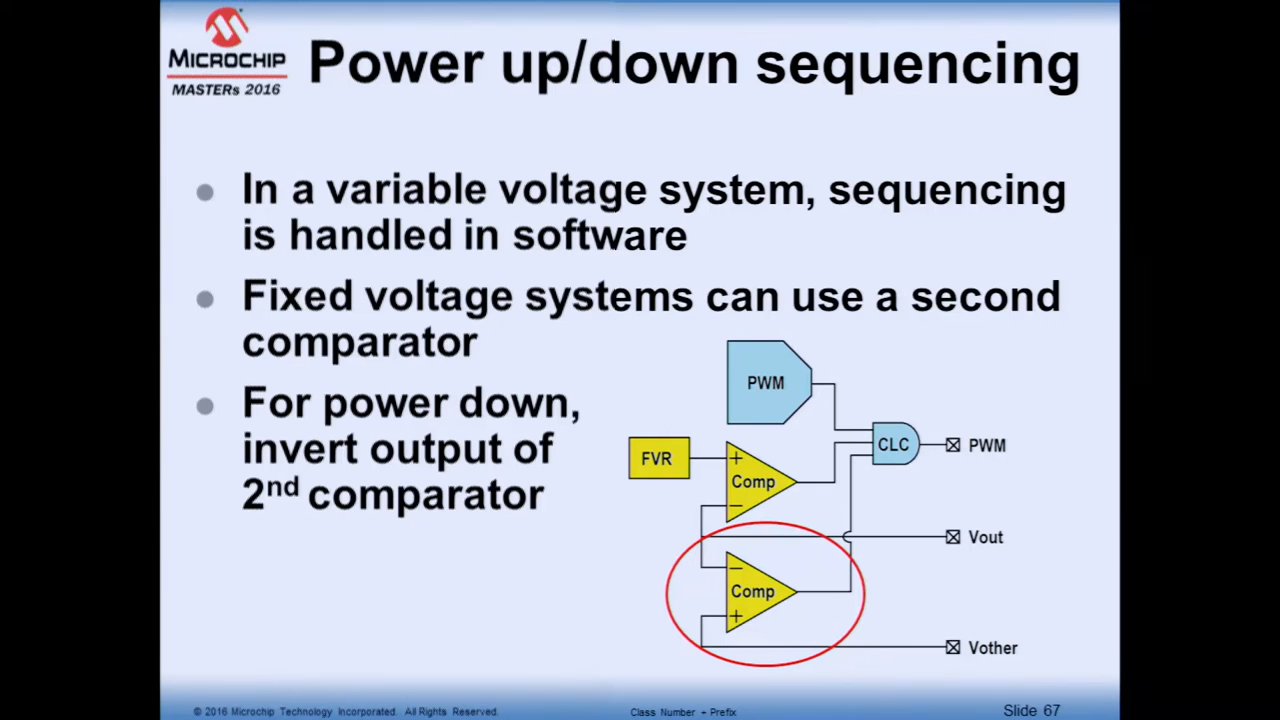 MICROCHIP
MASTERs 2016
Power up/down sequencing
In a variable voltage system, sequencing
is handled in software
Fixed voltage systems can use a second
comparator
For power down,
invert output of
2nd comparator
PWM
FVR
+
Comp
−
CLC
PWM
Vout
−
Comp
+
Vother
© 2016 Microchip Technology Incorporated. All Rights Reserved.
Class Number + Prefix
Slide 67